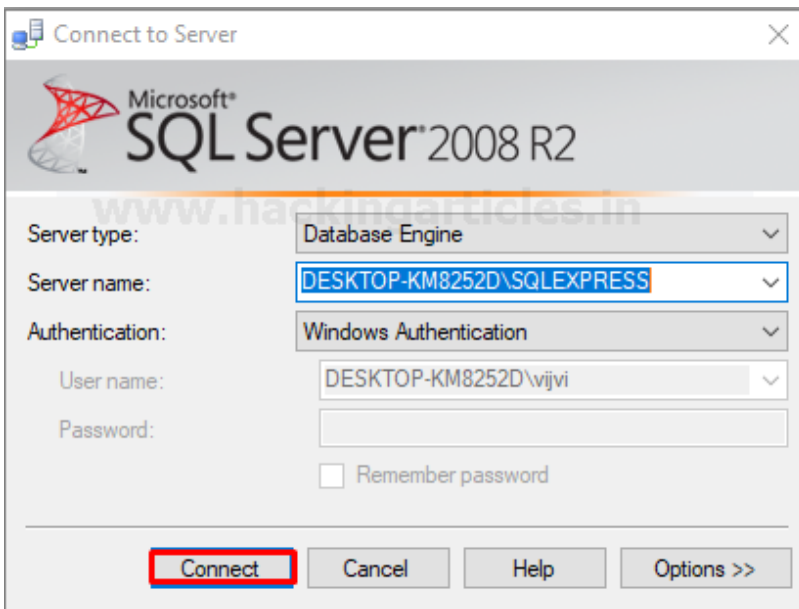 Connect to Server
Microsoft®
SQL Server® 2008 R2
www.hackingarticles.in
Server type: Database Engine
Server name: DESKTOP-KM8252D\SQLEXPRESS
Authentication: Windows Authentication
User name: DESKTOP-KM8252D\vijvi
Password:
Remember password
Connect Cancel Help Options >>